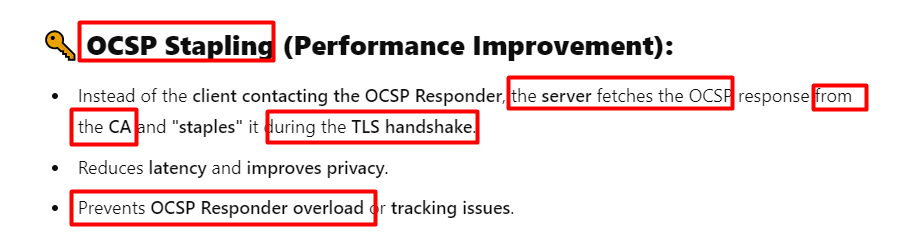 🔑 OCSP Stapling (Performance Improvement):
• Instead of the client contacting the OCSP Responder, the server fetches the OCSP response from
the CA and "staples" it during the TLS handshake.
• Reduces latency and improves privacy.
• Prevents OCSP Responder overload or tracking issues.